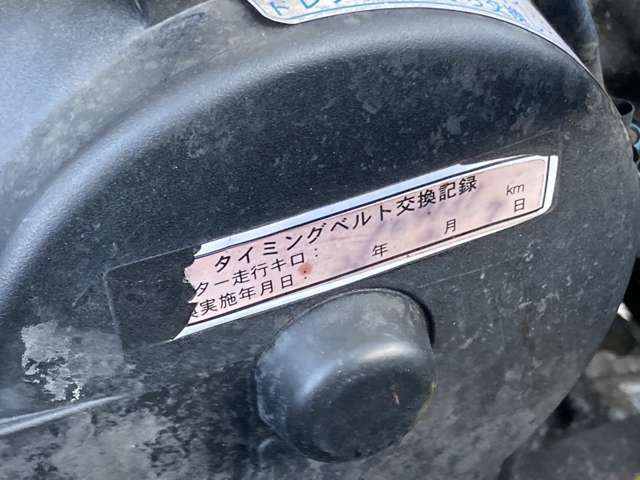 タイミングベルト交換記録
ター走行キロ： km
実施年月日： 年 月 日